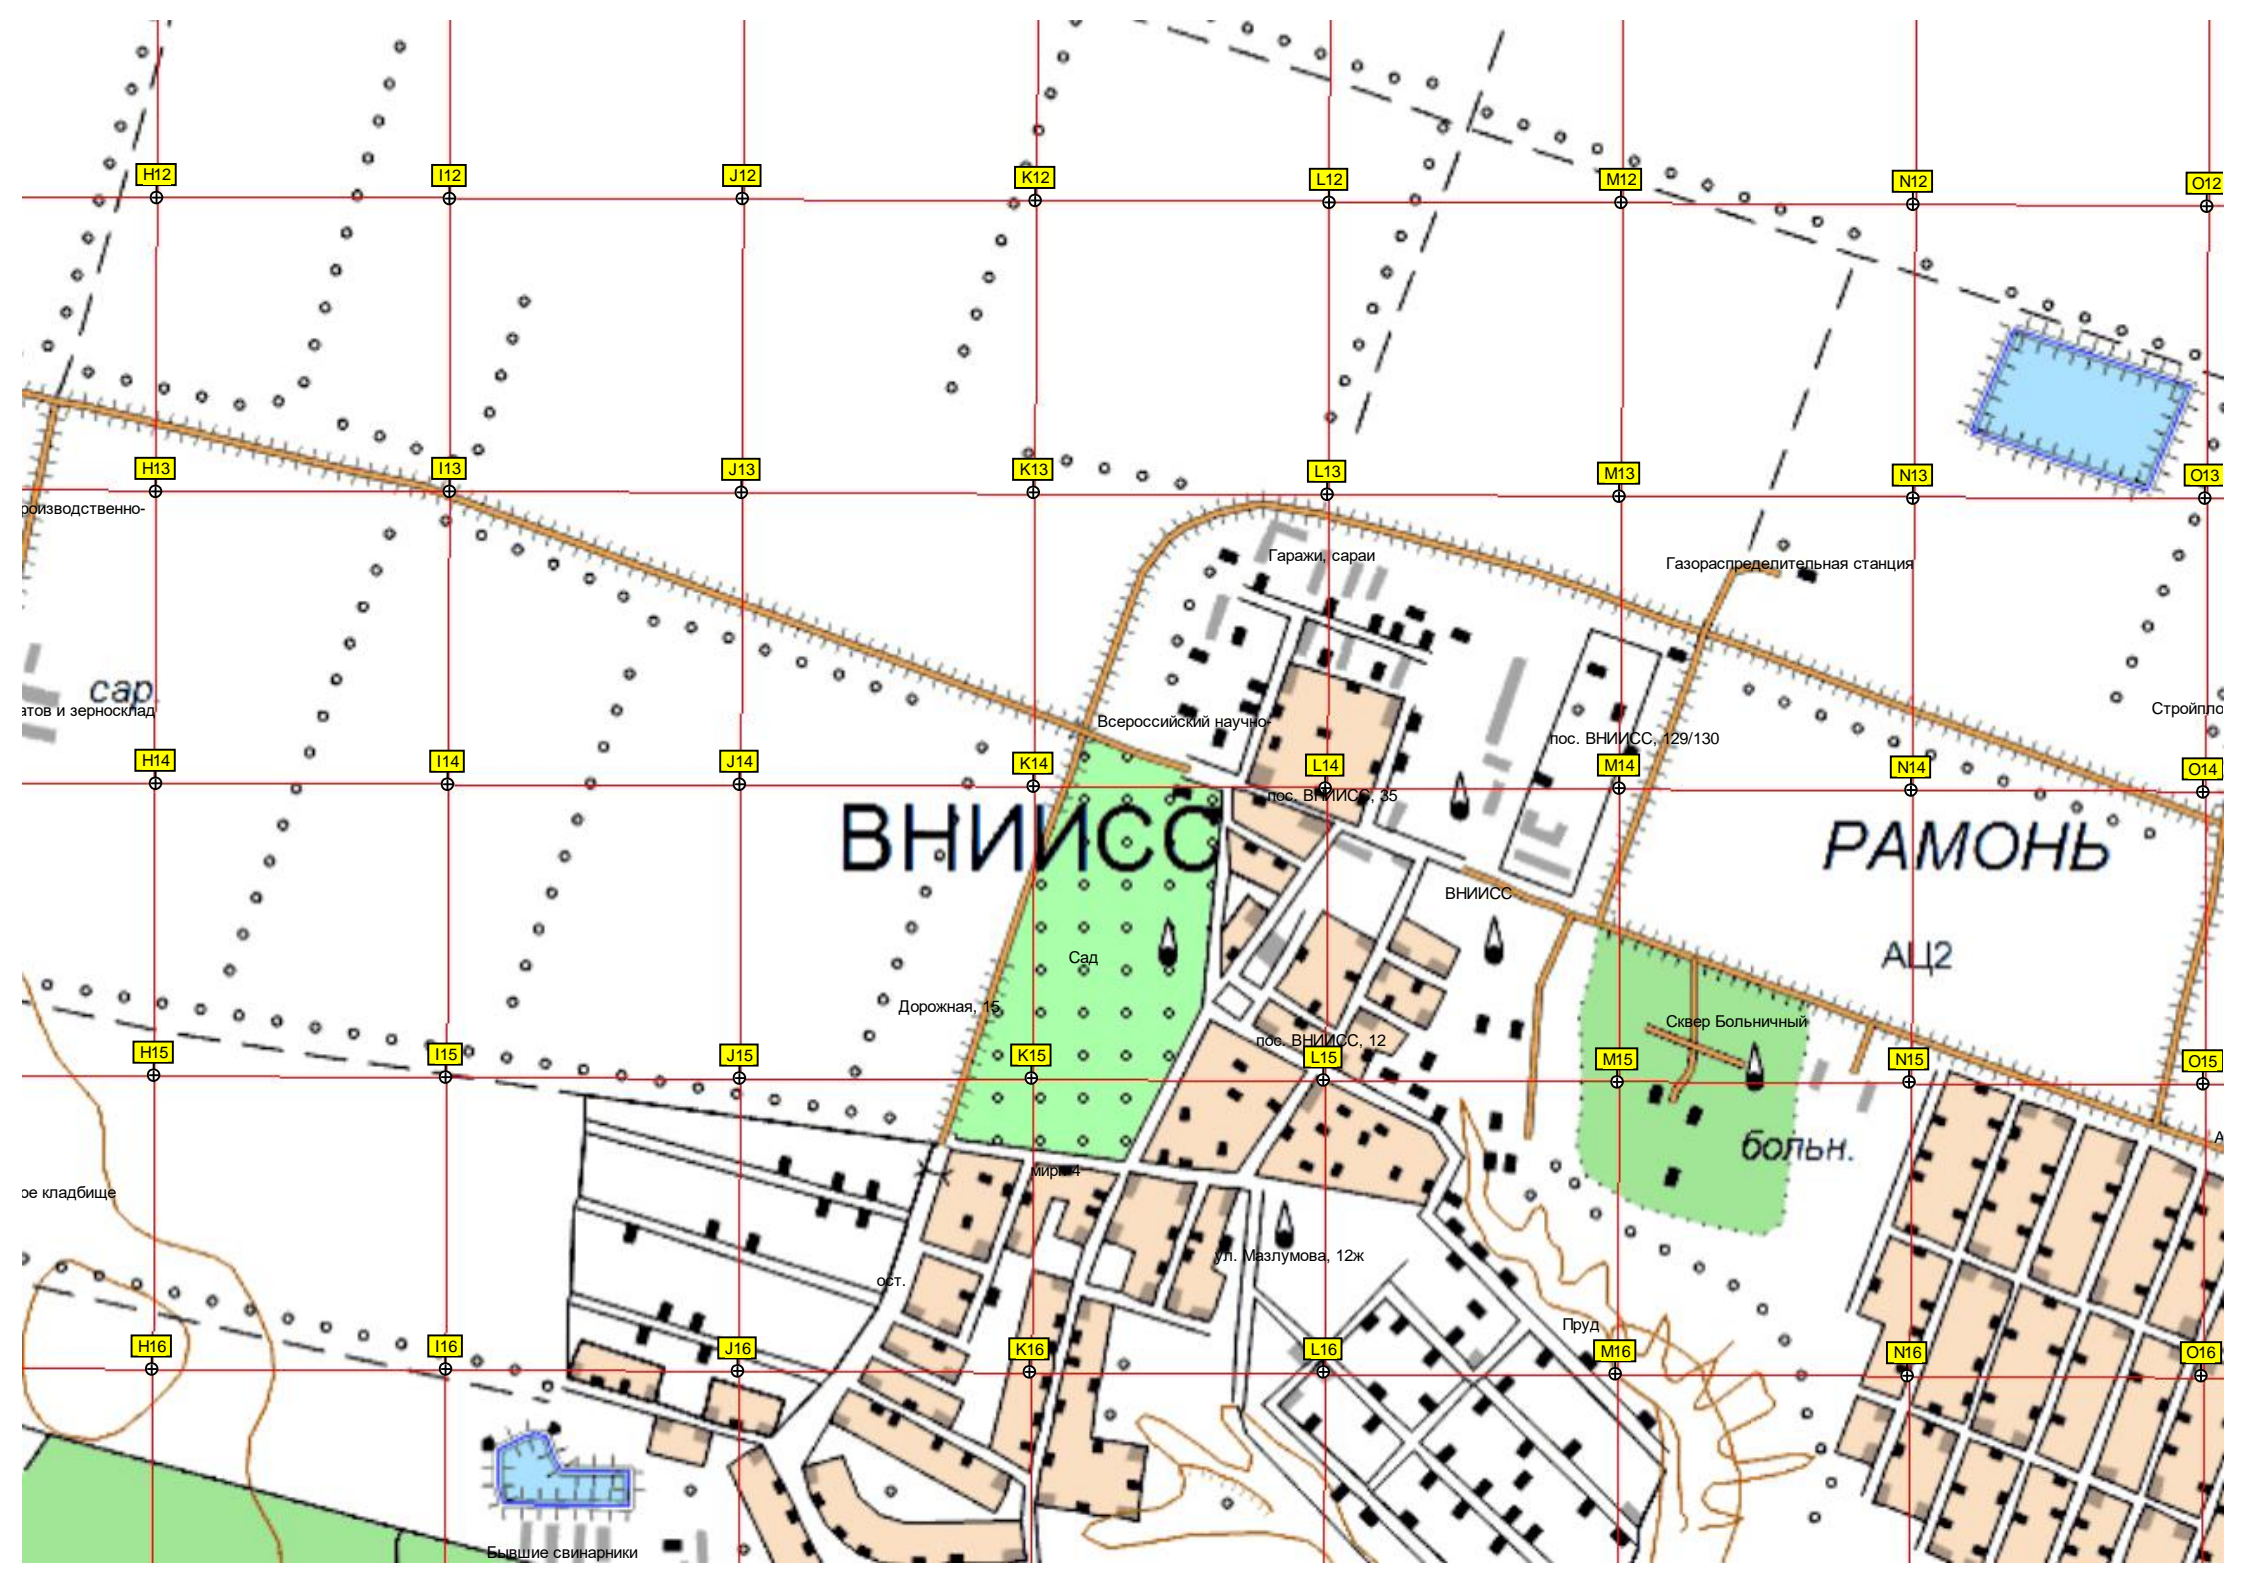 H12 I12 J12 K12 L12 M12 N12 O12
H13 I13 J13 K13 L13 M13 N13 O13
роизводственно-
Гаражи, сараи
Газораспределительная станция
сар.
атов и зерносклад
Всероссийский научно-
пос. ВНИИСС, 129/130
Стройпло
H14 I14 J14 K14 L14 M14 N14 O14
пос. ВНИИСС, 35
ВНИИСС
РАМОНЬ
ВНИИСС
АЦ2
Сад
Дорожная, 15
Сквер Больничный
пос. ВНИИСС, 12
H15 I15 J15 K15 L15 M15 N15 O15
больн.
А
мира 4
ое кладбище
ул. Мазлумова, 12ж
ост.
Пруд
H16 I16 J16 K16 L16 M16 N16 O16
Бывшие свинарники